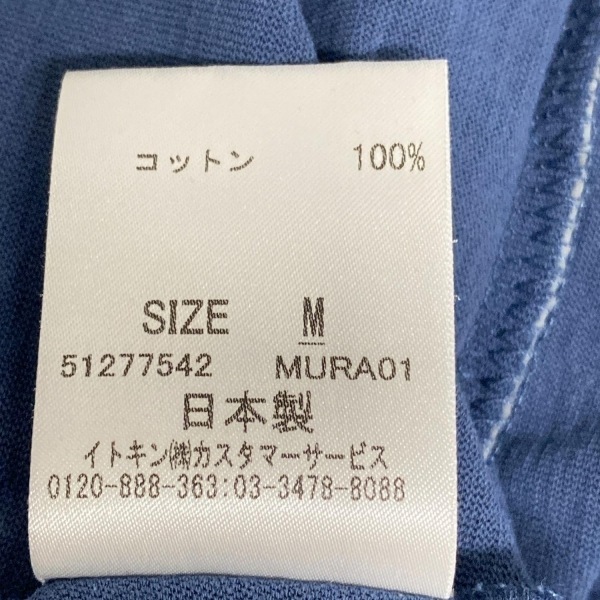 コットン 100%
SIZE M
51277542 MURA01
日本製
イトキン㈱カスタマーサービス
0120-888-363:03-3478-8088